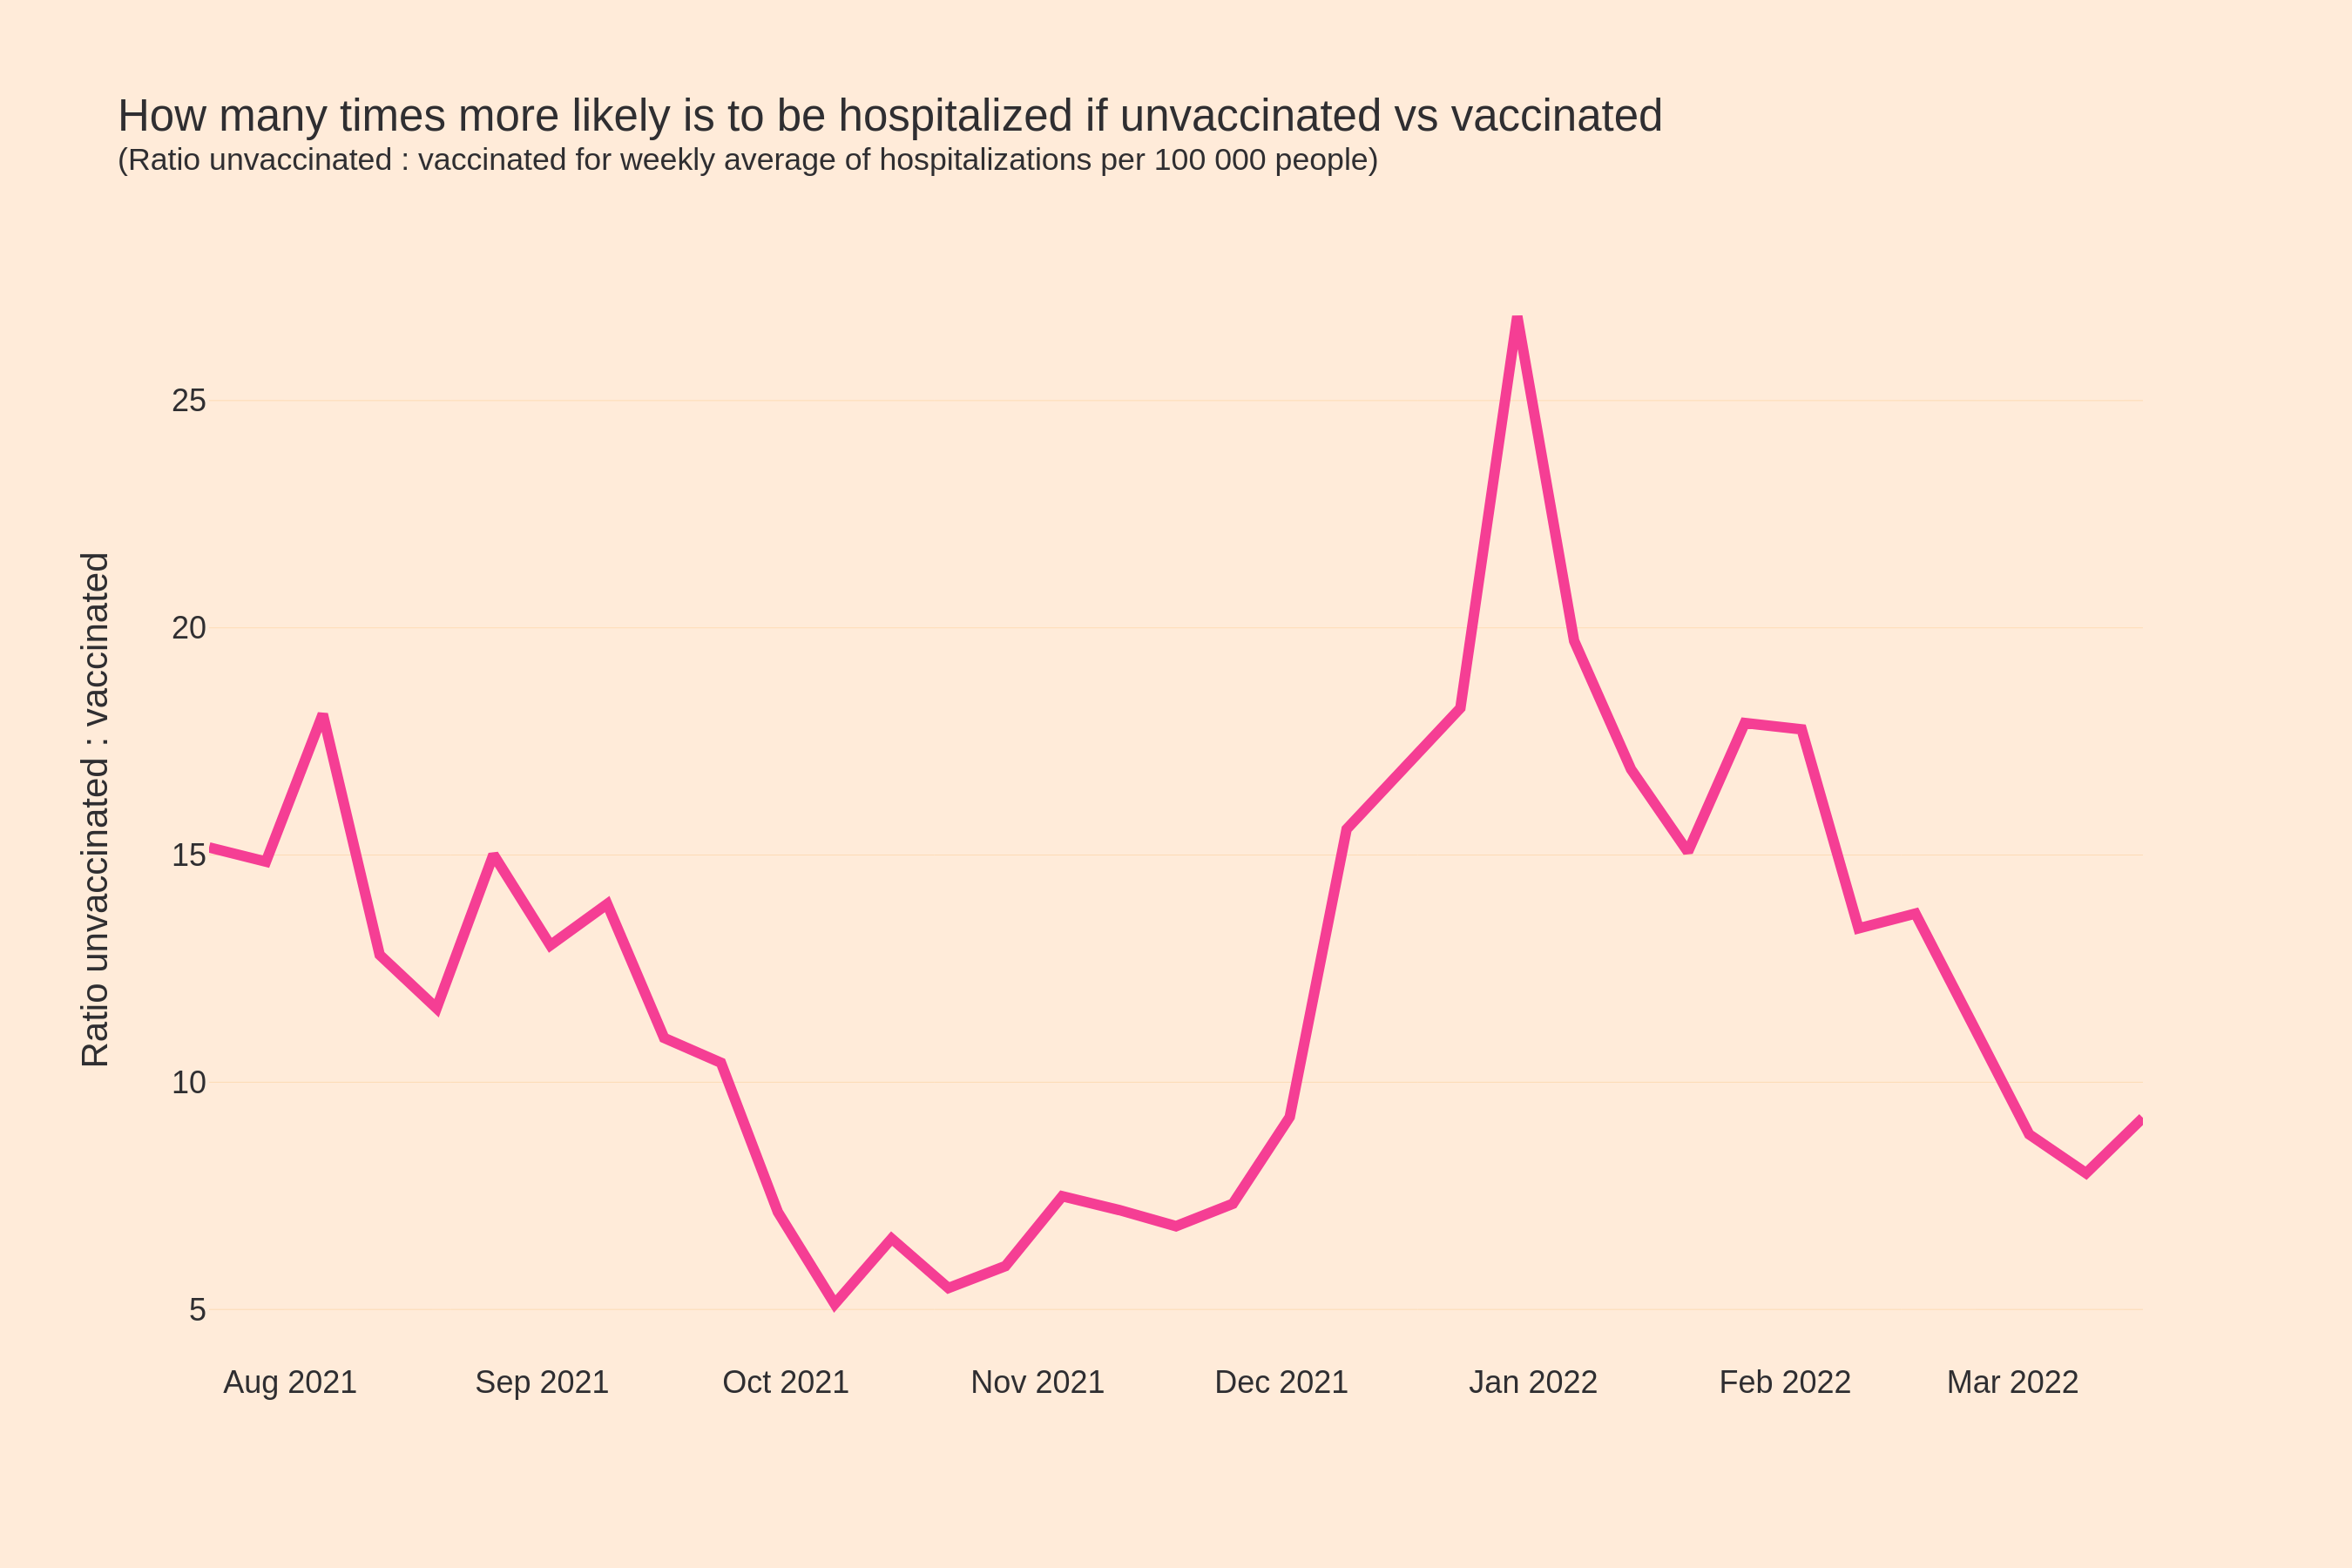 How many times more likely is to be hospitalized if unvaccinated vs vaccinated
(Ratio unvaccinated : vaccinated for weekly average of hospitalizations per 100 000 people)
Ratio unvaccinated : vaccinated
25
20
15
10
5
Aug 2021
Sep 2021
Oct 2021
Nov 2021
Dec 2021
Jan 2022
Feb 2022
Mar 2022